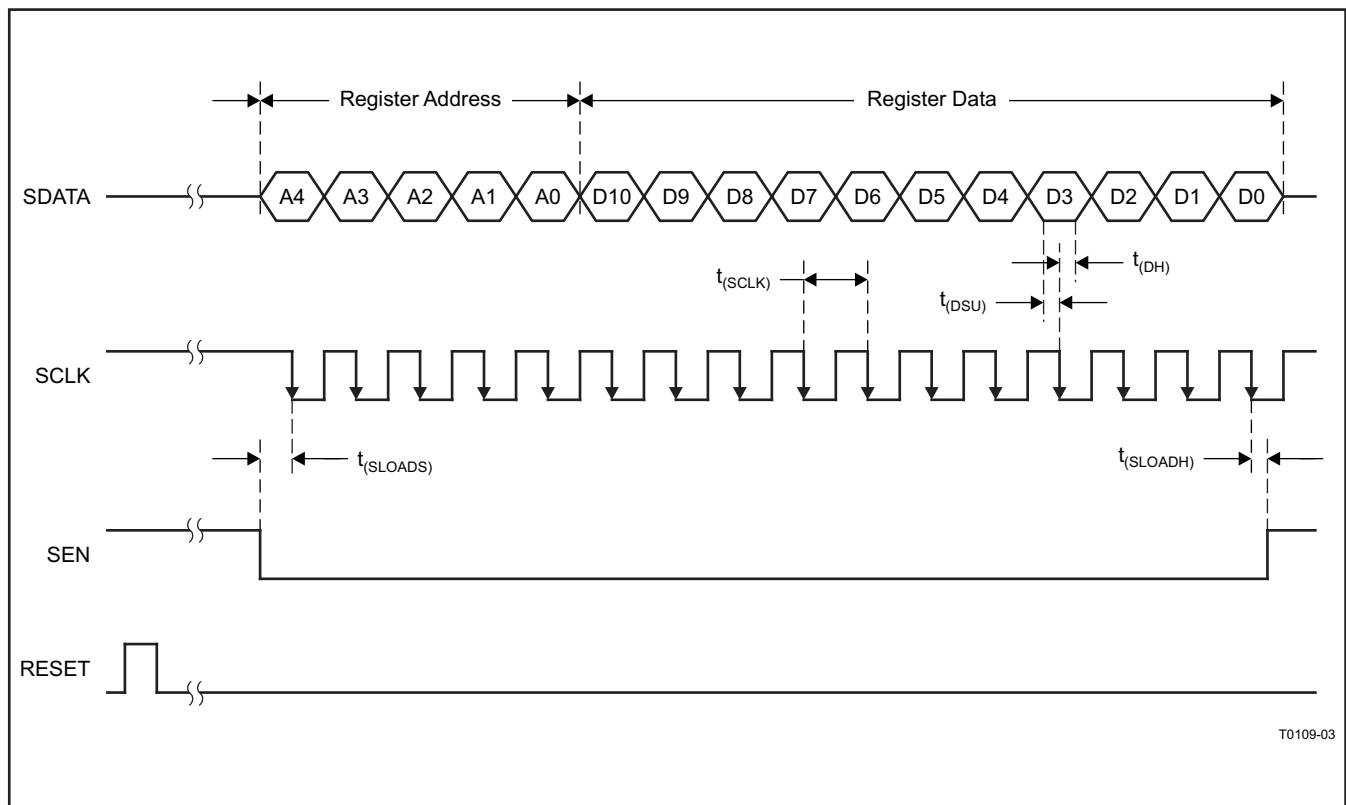 Register Address
Register Data
SDATA
A4 A3 A2 A1 A0 D10 D9 D8 D7 D6 D5 D4 D3 D2 D1 D0
t(DH)
t(SCLK)
t(DSU)
SCLK
t(SLOADS)
t(SLOADH)
SEN
RESET
T0109-03